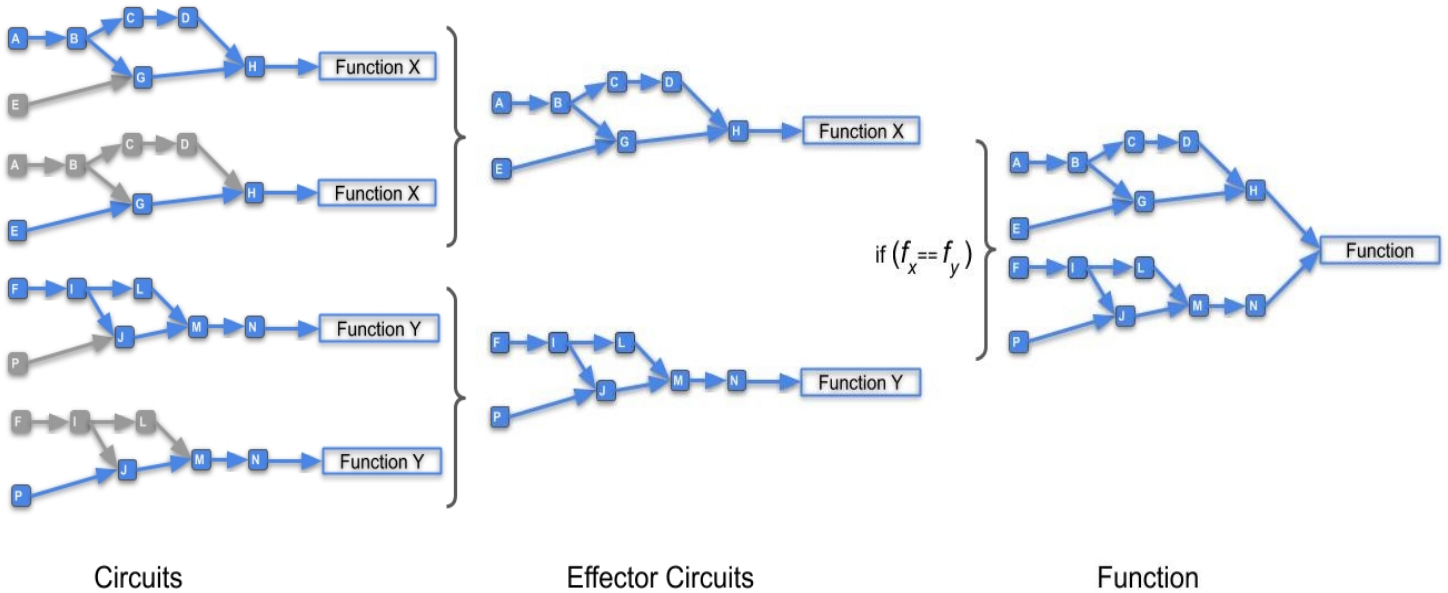 A B C D
G H Function X
E
A B C D
G H Function X
E
F I L
J M N Function Y
P
F I L
J M N Function Y
P
A B C D
G H Function X
E
F I L
J M N Function Y
P
if (fx== fy)
A B C D
G H
E
F I L
J M N
P
Function
Circuits
Effector Circuits
Function